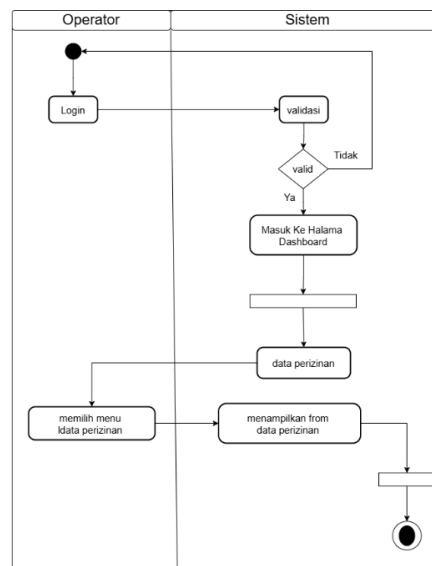 Operator
Sistem
Login
validasi
Tidak
valid
Ya
Masuk Ke Halama
Dashboard
data perizinan
memilih menu
ldata perizinan
menampilkan from
data perizinan